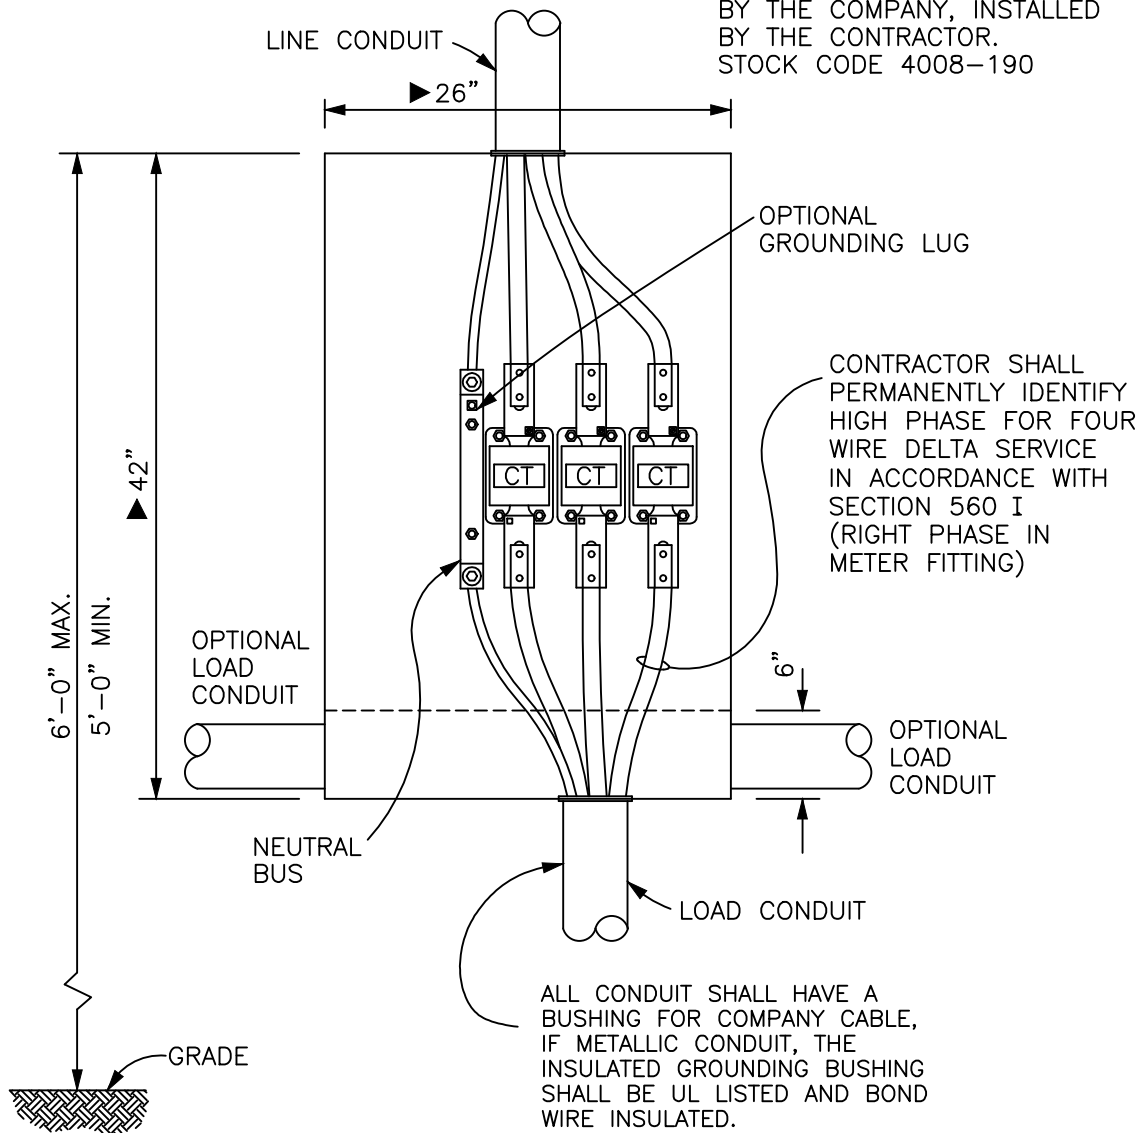 BY THE COMPANY, INSTALLED
BY THE CONTRACTOR.
STOCK CODE 4008-190
LINE CONDUIT
▶26"
OPTIONAL
GROUNDING LUG
CONTRACTOR SHALL
PERMANENTLY IDENTIFY
HIGH PHASE FOR FOUR
WIRE DELTA SERVICE
IN ACCORDANCE WITH
SECTION 560 I
(RIGHT PHASE IN
METER FITTING)
CT CT CT
▶42"
6'-0" MAX.
5'-0" MIN.
OPTIONAL
LOAD
CONDUIT
6"
OPTIONAL
LOAD
CONDUIT
NEUTRAL
BUS
LOAD CONDUIT
ALL CONDUIT SHALL HAVE A
BUSHING FOR COMPANY CABLE,
IF METALLIC CONDUIT, THE
INSULATED GROUNDING BUSHING
SHALL BE UL LISTED AND BOND
WIRE INSULATED.
GRADE